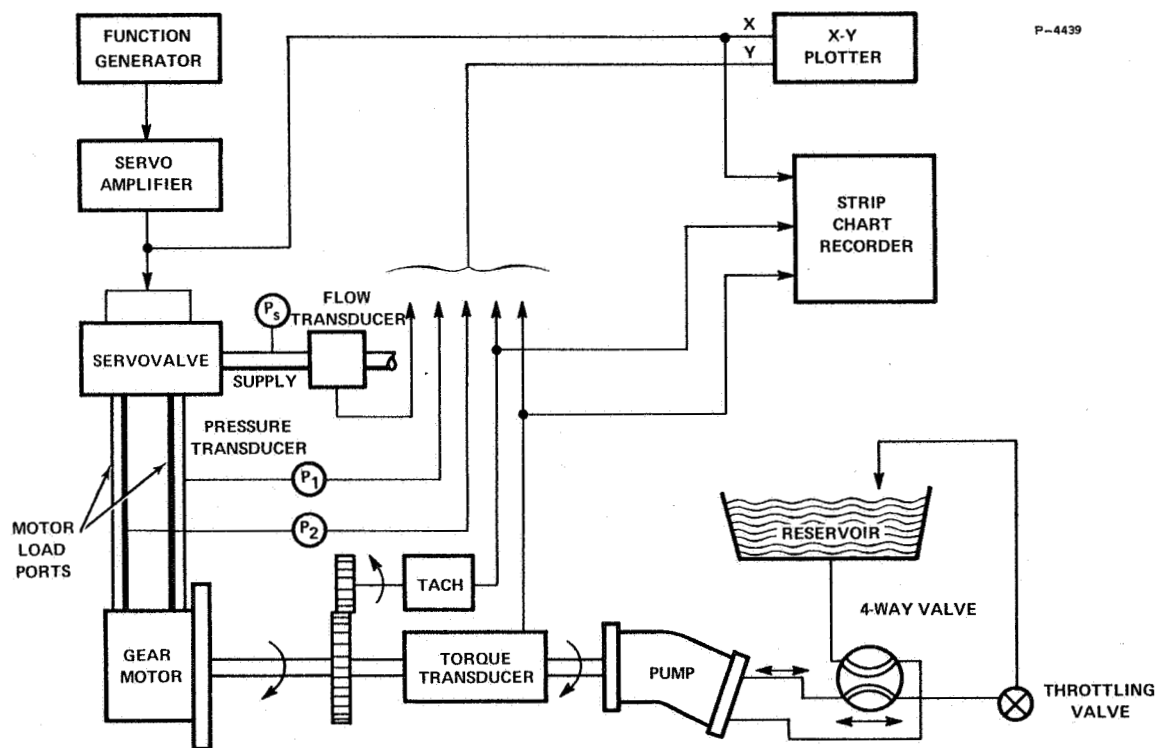 FUNCTION
GENERATOR
X
Y
X-Y
PLOTTER
P-4439
SERVO
AMPLIFIER
STRIP
CHART
RECORDER
PS
FLOW
TRANSDUCER
SERVOVALVE
SUPPLY
PRESSURE
TRANSDUCER
P1
P2
MOTOR
LOAD
PORTS
RESERVOIR
TACH
4-WAY VALVE
GEAR
MOTOR
TORQUE
TRANSDUCER
PUMP
THROTTLING
VALVE